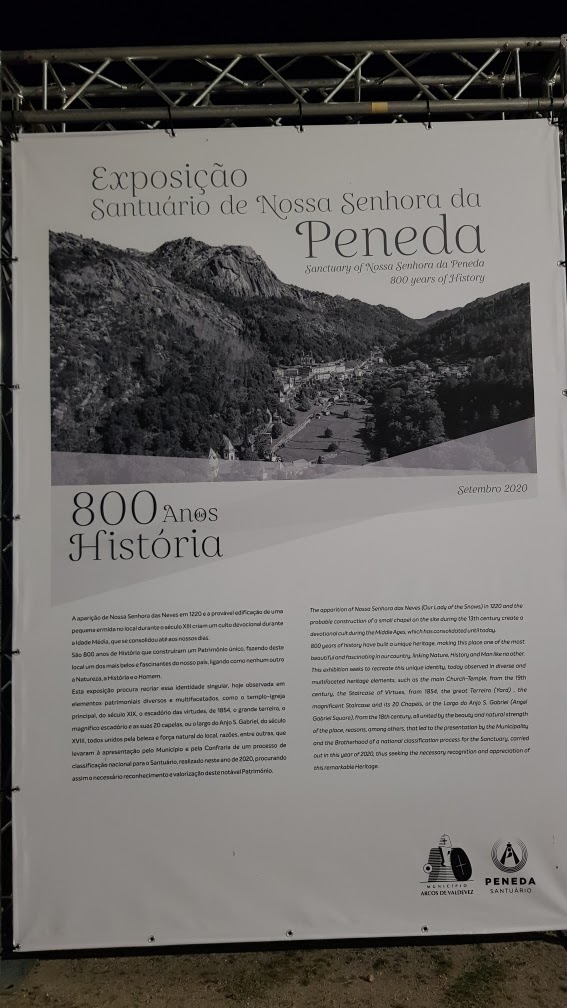 Exposição
Santuário de Nossa Senhora da
Peneda
Sanctuary of Nossa Senhora da Peneda
800 years of History
Setembro 2020
800 Anos de
História
A aparição de Nossa Senhora das Neves em 1220 e a provável edificação de uma
pequena ermida no local durante o século XIII criam um culto devocional durante
a Idade Média, que se consolidou até aos nossos dias.
São 800 anos de História que construíram um Património único, fazendo deste
local um dos mais belos e fascinantes do nosso país, ligando como nenhum outro
a Natureza, a História e o Homem.
Esta exposição procura recriar essa identidade singular, hoje observada em
elementos patrimoniais diversos e multifacetados, como o templo-igreja
principal, do século XIX, o escadório das virtudes, de 1854, o grande terreiro, o
magnífico escadório e as suas 20 capelas, ou o largo do Anjo S. Gabriel, do século
XVIII, todos unidos pela beleza e força natural do local, razões, entre outras, que
levaram à apresentação pelo Município e pela Confraria de um processo de
classificação nacional para o Santuário, realizado neste ano de 2020, procurando
assim o necessário reconhecimento e valorização deste notável Património.
The apparition of Nossa Senhora das Neves (Our Lady of the Snows) in 1220 and the
probable construction of a small chapel on the site during the 13th century create a
devotional cult during the Middle Ages, which has consolidated until today.
800 years of history have built a unique heritage, making this place one of the most
beautiful and fascinating in our country, linking Nature, History and Man like no other.
This exhibition seeks to recreate this unique identity, today observed in diverse and
multifaceted heritage elements, such as the main Church-Temple, from the 19th
century, the Staircase of Virtues, from 1854, the great Terreiro (Yard) , the
magnificent Staircase and its 20 Chapels, or the Largo do Anjo S. Gabriel (Angel
Gabriel Square), from the 18th century, all united by the beauty and natural strength
of the place, reasons, among others, that led to the presentation by the Municipality
and the Brotherhood of a national classification process for the Sanctuary, carried
out in this year of 2020, thus seeking the necessary recognition and appreciation of
this remarkable Heritage.
MUNICÍPIO
ARCOS DE VALDEVEZ
PENEDA
SANTUÁRIO